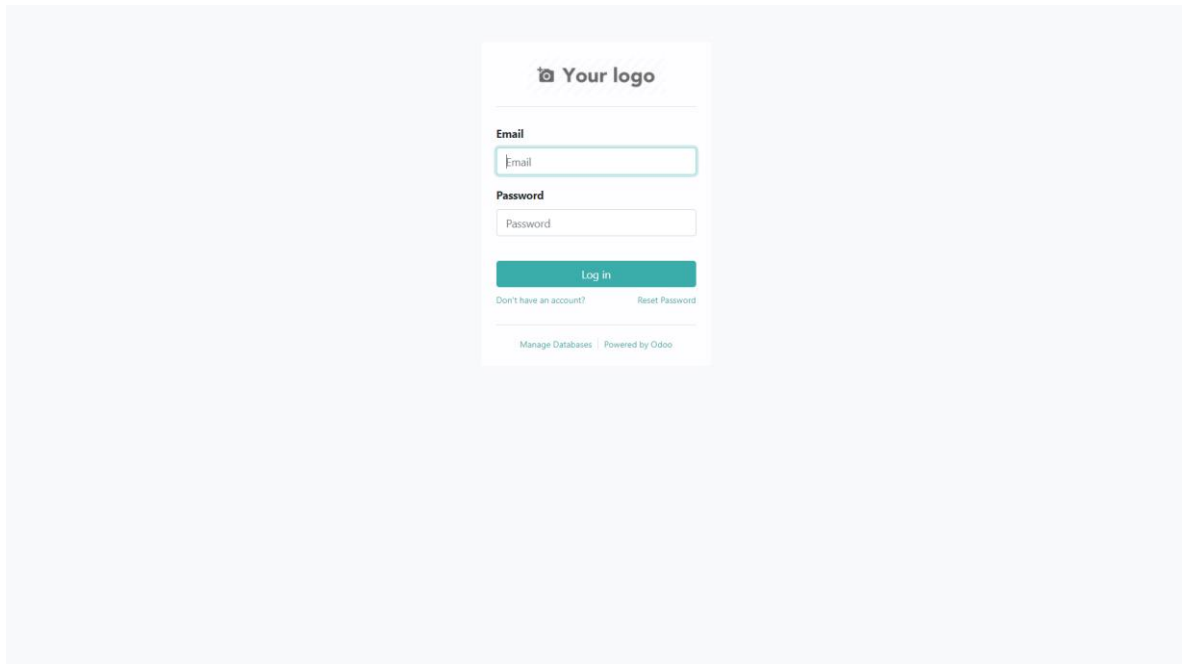 Your logo
Email
Email
Password
Password
Log in
Don't have an account? Reset Password
Manage Databases | Powered by Odoo